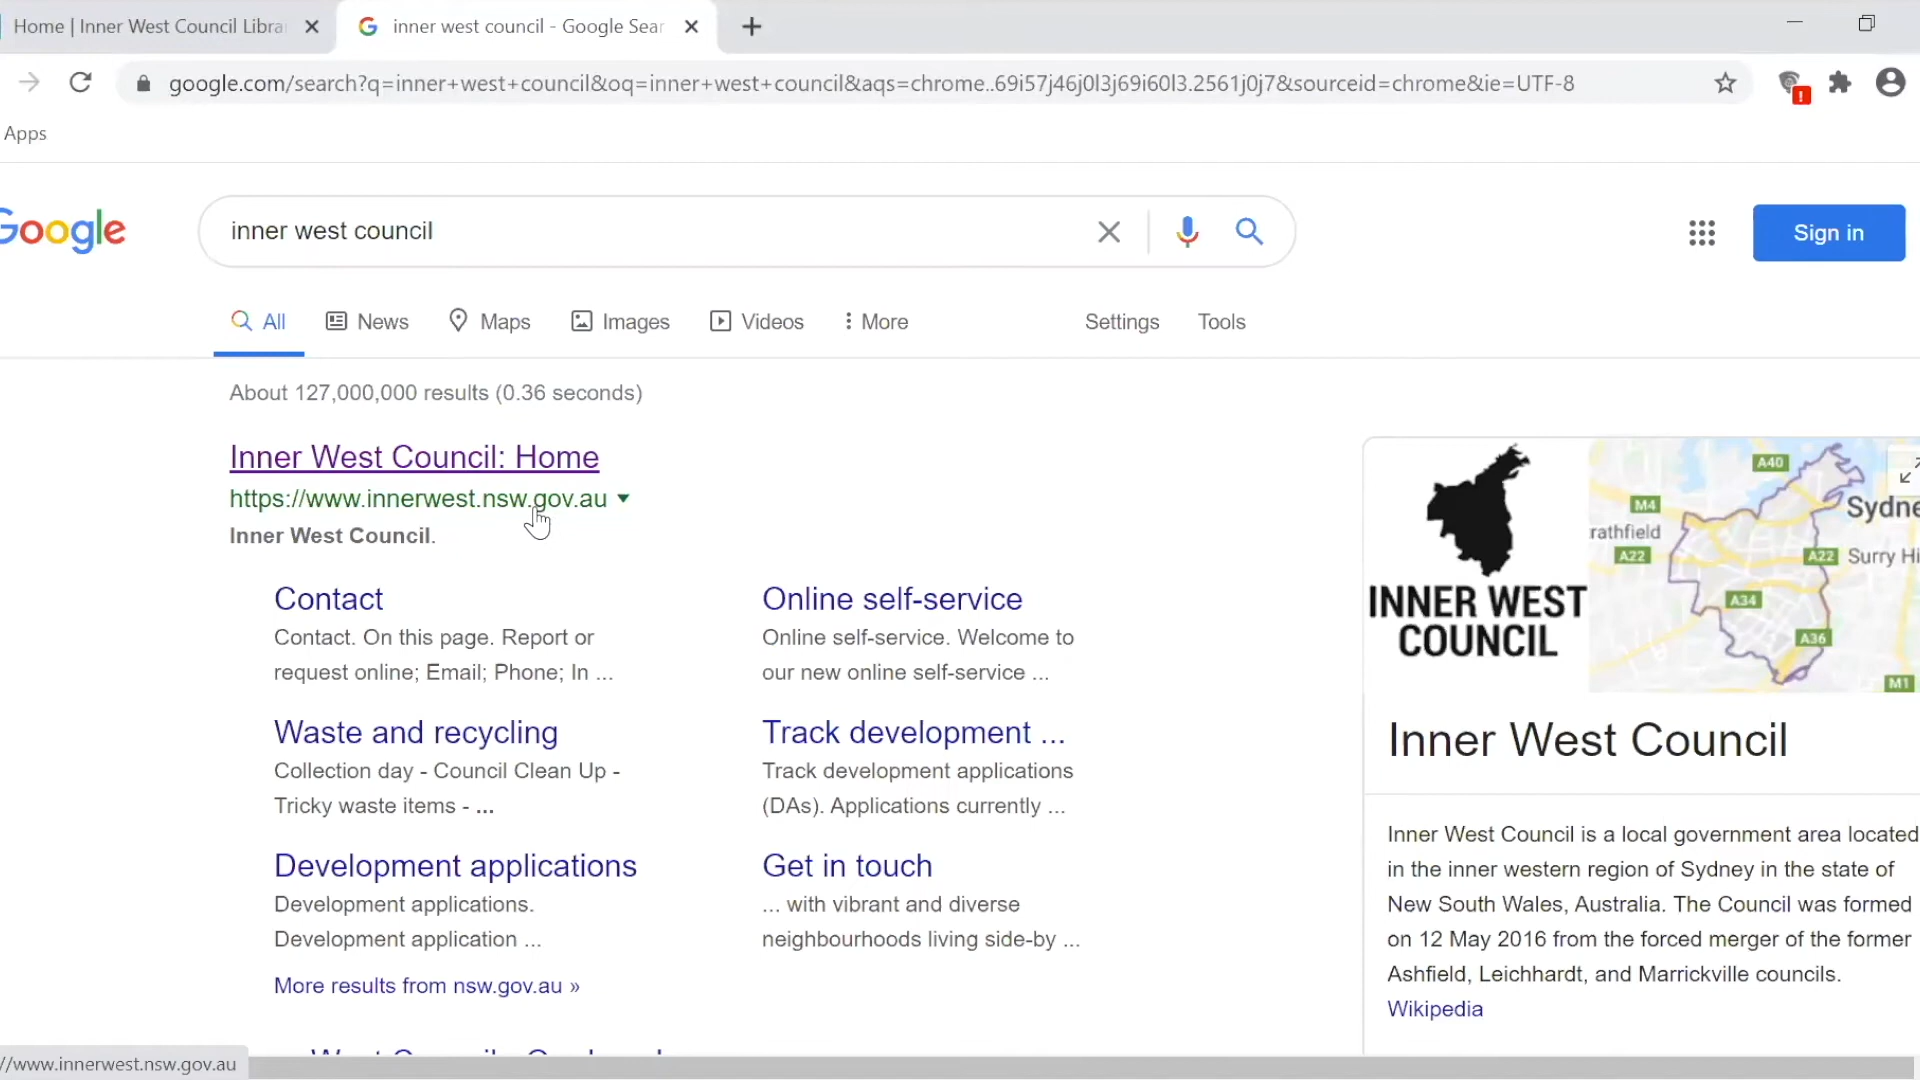 Home | Inner West Council Libra
inner west council - Google Sear
google.com/search?q=inner+west+council&oq=inner+west+council&aqs=chrome..69i57j46j0l3j69i60l3.2561j0j7&sourceid=chrome&ie=UTF-8
Apps
Google
inner west council
Sign in
All
News
Maps
Images
Videos
More
Settings
Tools
About 127,000,000 results (0.36 seconds)
Inner West Council: Home
https://www.innerwest.nsw.gov.au
Inner West Council.
Contact
Contact. On this page. Report or
request online; Email; Phone; In ...
Online self-service
Online self-service. Welcome to
our new online self-service ...
Waste and recycling
Collection day - Council Clean Up -
Tricky waste items - ...
Track development ...
Track development applications
(DAs). Applications currently ...
Development applications
Development applications.
Development application ...
Get in touch
... with vibrant and diverse
neighbourhoods living side-by ...
More results from nsw.gov.au »
INNER WEST
COUNCIL
A40
M4
Sydne
rathfield
A22
A22
Surry Hi
A34
A36
M1
Inner West Council
Inner West Council is a local government area located
in the inner western region of Sydney in the state of
New South Wales, Australia. The Council was formed
on 12 May 2016 from the forced merger of the former
Ashfield, Leichhardt, and Marrickville councils.
Wikipedia
//www.innerwest.nsw.gov.au